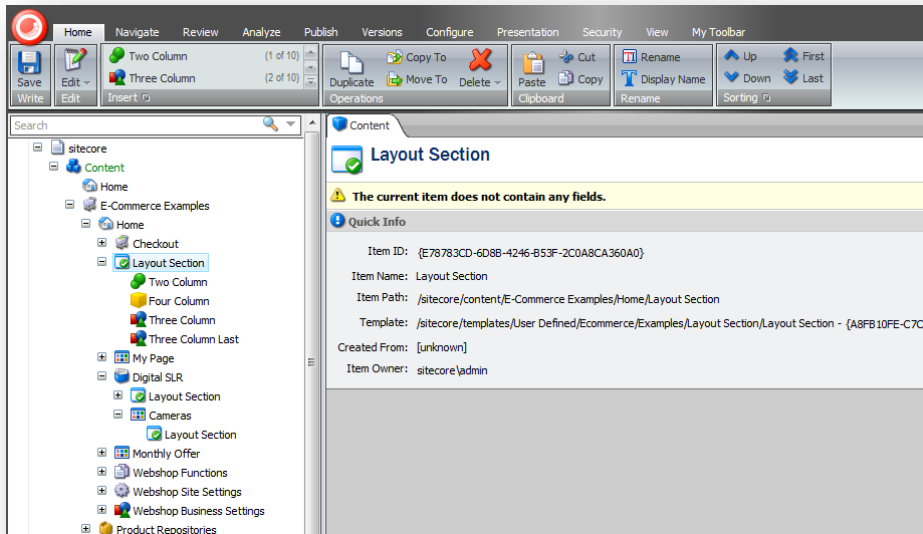 Home Navigate Review Analyze Publish Versions Configure Presentation Security View My Toolbar
Save Edit Two Column (1 of 10) Three Column (2 of 10) Duplicate Copy To Move To Delete Paste Cut Copy Rename Display Name Up Down First Last
Write Edit Insert Operations Clipboard Rename Sorting
Search
sitecore
Content
Home
E-Commerce Examples
Home
Checkout
Layout Section
Two Column
Four Column
Three Column
Three Column Last
My Page
Digital SLR
Layout Section
Cameras
Layout Section
Monthly Offer
Webshop Functions
Webshop Site Settings
Webshop Business Settings
Product Repositories
Content
Layout Section
The current item does not contain any fields.
Quick Info
Item ID: {E78783CD-6D8B-4246-B53F-2C0A8CA360A0}
Item Name: Layout Section
Item Path: /sitecore/content/E-Commerce Examples/Home/Layout Section
Template: /sitecore/templates/User Defined/Ecommerce/Examples/Layout Section/Layout Section - {A8FB10FE-C7C
Created From: [unknown]
Item Owner: sitecore\admin